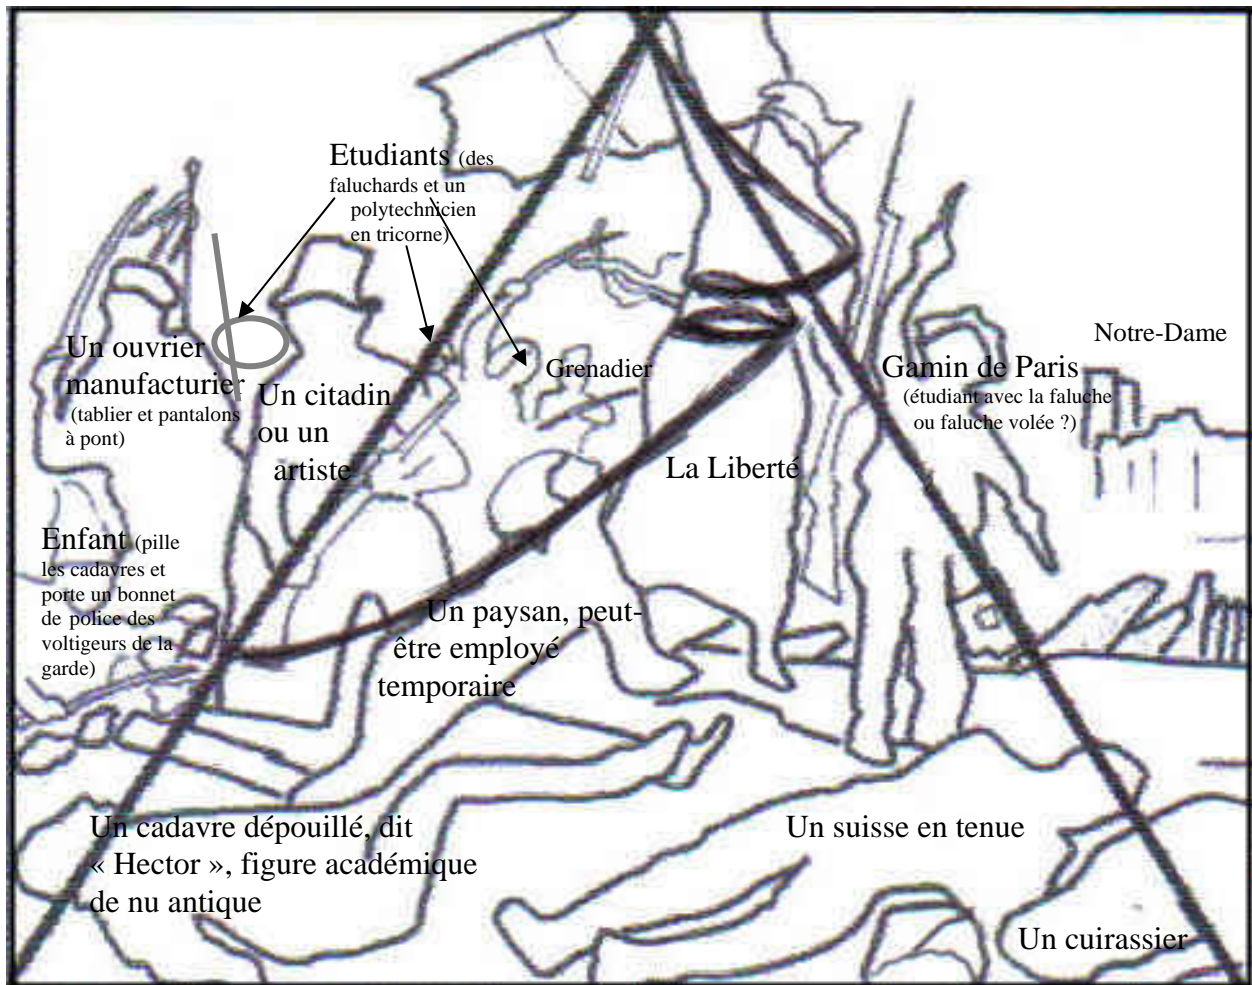 Etudiants (des
faluchards et un
polytechnicien
en tricorne)
Notre-Dame
Un ouvrier
manufacturier
(tablier et pantalons
à pont)
Un citadin
ou un
artiste
Grenadier
Gamin de Paris
(étudiant avec la faluche
ou faluche volée ?)
La Liberté
Enfant (pille
les cadavres et
porte un bonnet
de police des
voltigeurs de la
garde)
Un paysan, peut-
être employé
temporaire
Un cadavre dépouillé, dit
« Hector », figure académique
de nu antique
Un suisse en tenue
Un cuirassier